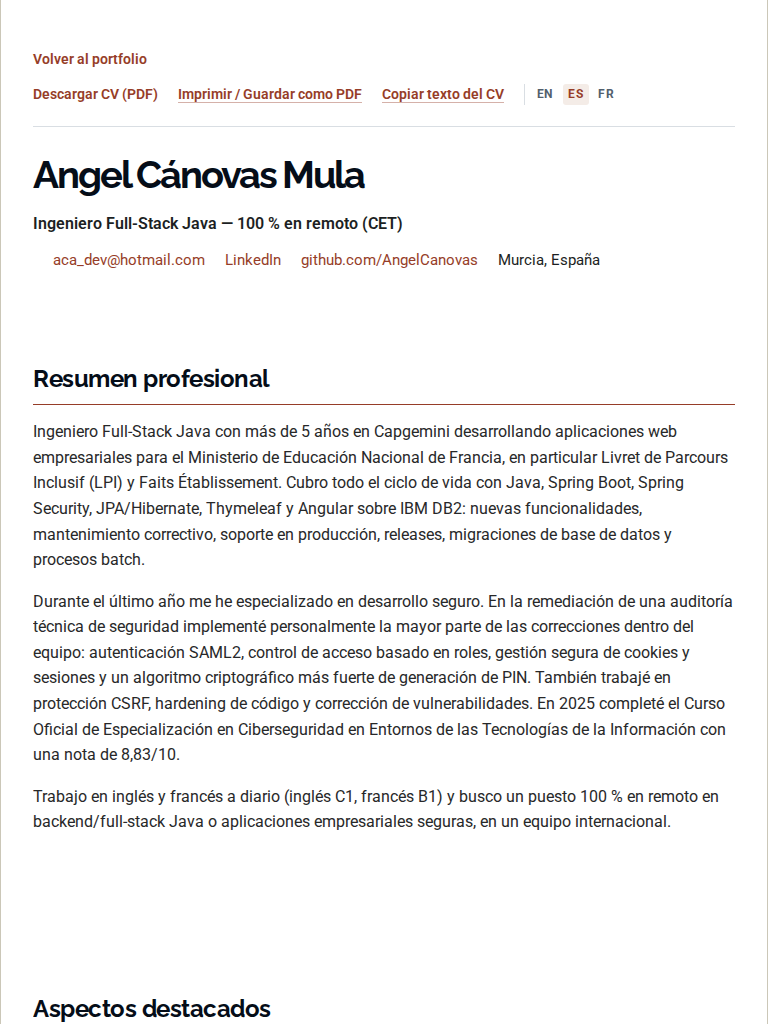 Volver al portfolio
Descargar CV (PDF) Imprimir / Guardar como PDF Copiar texto del CV EN ES FR
Angel Cánovas Mula
Ingeniero Full-Stack Java — 100 % en remoto (CET)
aca_dev@hotmail.com LinkedIn github.com/AngelCanovas Murcia, España
Resumen profesional
Ingeniero Full-Stack Java con más de 5 años en Capgemini desarrollando aplicaciones web
empresariales para el Ministerio de Educación Nacional de Francia, en particular Livret de Parcours
Inclusif (LPI) y Faits Établissement. Cubro todo el ciclo de vida con Java, Spring Boot, Spring
Security, JPA/Hibernate, Thymeleaf y Angular sobre IBM DB2: nuevas funcionalidades,
mantenimiento correctivo, soporte en producción, releases, migraciones de base de datos y
procesos batch.
Durante el último año me he especializado en desarrollo seguro. En la remediación de una auditoría
técnica de seguridad implementé personalmente la mayor parte de las correcciones dentro del
equipo: autenticación SAML2, control de acceso basado en roles, gestión segura de cookies y
sesiones y un algoritmo criptográfico más fuerte de generación de PIN. También trabajé en
protección CSRF, hardening de código y corrección de vulnerabilidades. En 2025 completé el Curso
Oficial de Especialización en Ciberseguridad en Entornos de las Tecnologías de la Información con
una nota de 8,83/10.
Trabajo en inglés y francés a diario (inglés C1, francés B1) y busco un puesto 100 % en remoto en
backend/full-stack Java o aplicaciones empresariales seguras, en un equipo internacional.
Aspectos destacados